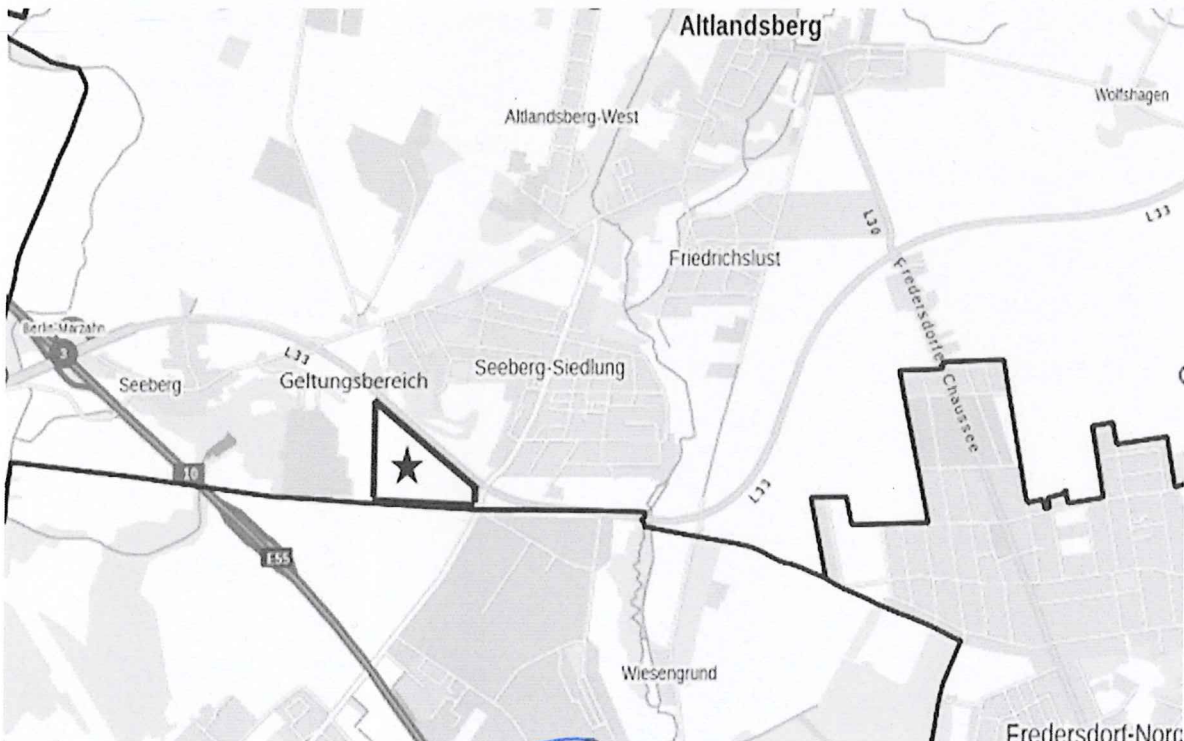 Altlandsberg
Wolfshagen
Altlandsberg-West
L33
L30
Friedrichslust
Fredersdorfer Chaussee
Berlin-Marzahn
3
L33
Seeberg-Siedlung
Geltungsbereich
Seeberg
10
L33
E55
Wiesengrund
Fredersdorf-Nord